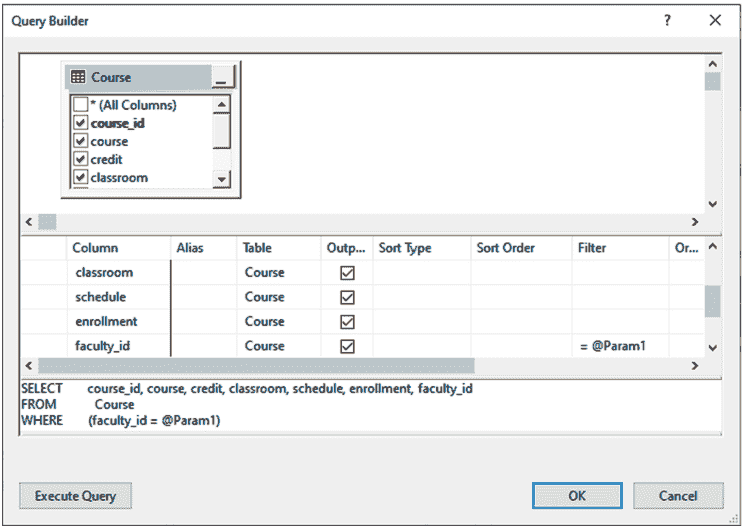 Query Builder ? ×
Course
* (All Columns)
course_id
course
credit
classroom
Column Alias Table Outp... Sort Type Sort Order Filter Or...
classroom Course
schedule Course
enrollment Course
faculty_id Course = @Param1
SELECT course_id, course, credit, classroom, schedule, enrollment, faculty_id
FROM Course
WHERE (faculty_id = @Param1)
Execute Query OK Cancel